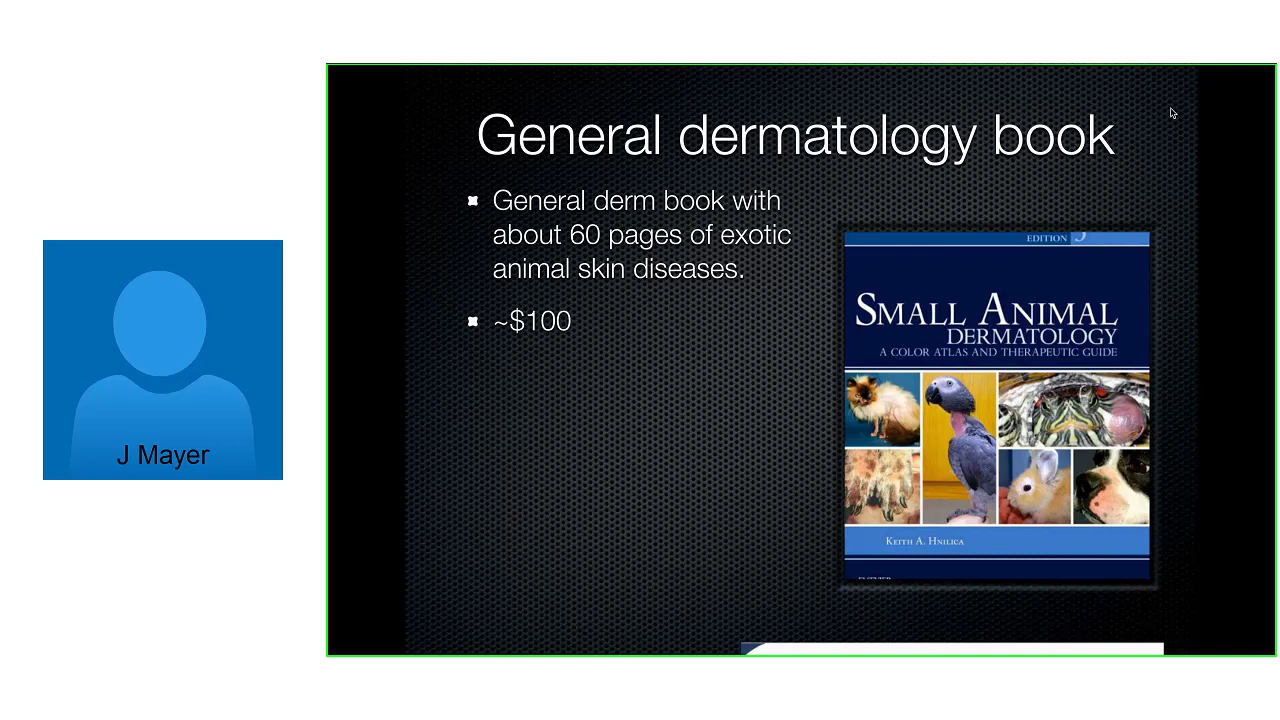 General dermatology book
General derm book with
about 60 pages of exotic
animal skin diseases.
~$100
EDITION
SMALL ANIMAL
DERMATOLOGY
A COLOR ATLAS AND THERAPEUTIC GUIDE
KEITH A. HNILICA
J Mayer